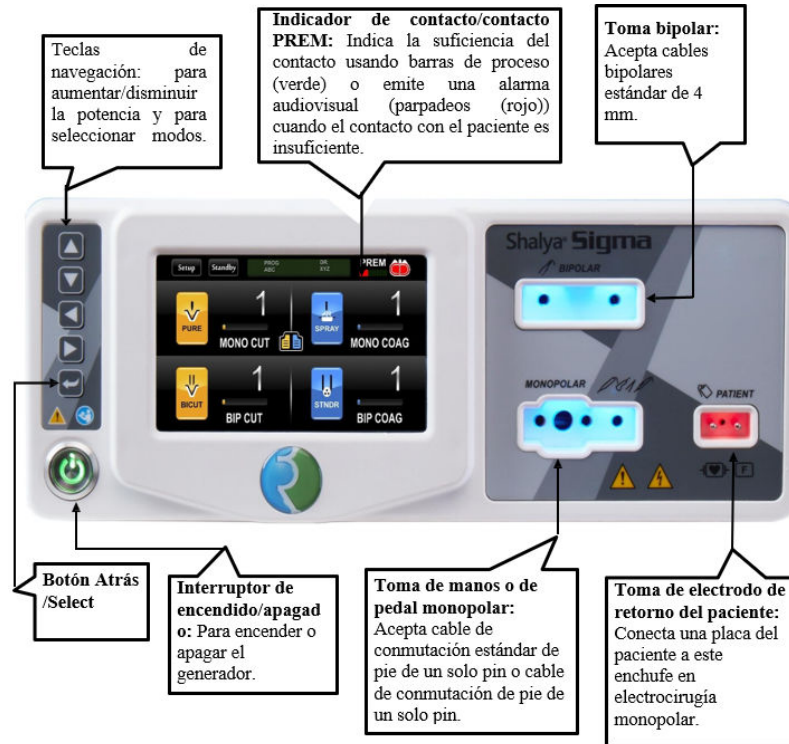 Teclas de
navegación: para
aumentar/disminuir
la potencia y para
seleccionar modos.
Indicador de contacto/contacto
PREM: Indica la suficiencia del
contacto usando barras de proceso
(verde) o emite una alarma
audiovisual (parpadeos (rojo))
cuando el contacto con el paciente es
insuficiente.
Toma bipolar:
Acepta cables
bipolares
estándar de 4
mm.
Setup Standby PROG ABC DR XYZ PREM
PURE 1 MONO CUT
SPRAY 1 MONO COAG
BICUT 1 BIP CUT
STNDR 1 BIP COAG
Shalya® Sigma
BIPOLAR
MONOPOLAR
PATIENT
F
Botón Atrás
/Select
Interruptor de
encendido/apagad
o: Para encender o
apagar el
generador.
Toma de manos o de
pedal monopolar:
Acepta cable de
conmutación estándar de
pie de un solo pin o cable
de conmutación de pie de
un solo pin.
Toma de electrodo de
retorno del paciente:
Conecta una placa del
paciente a este
enchufe en
electrocirugía
monopolar.